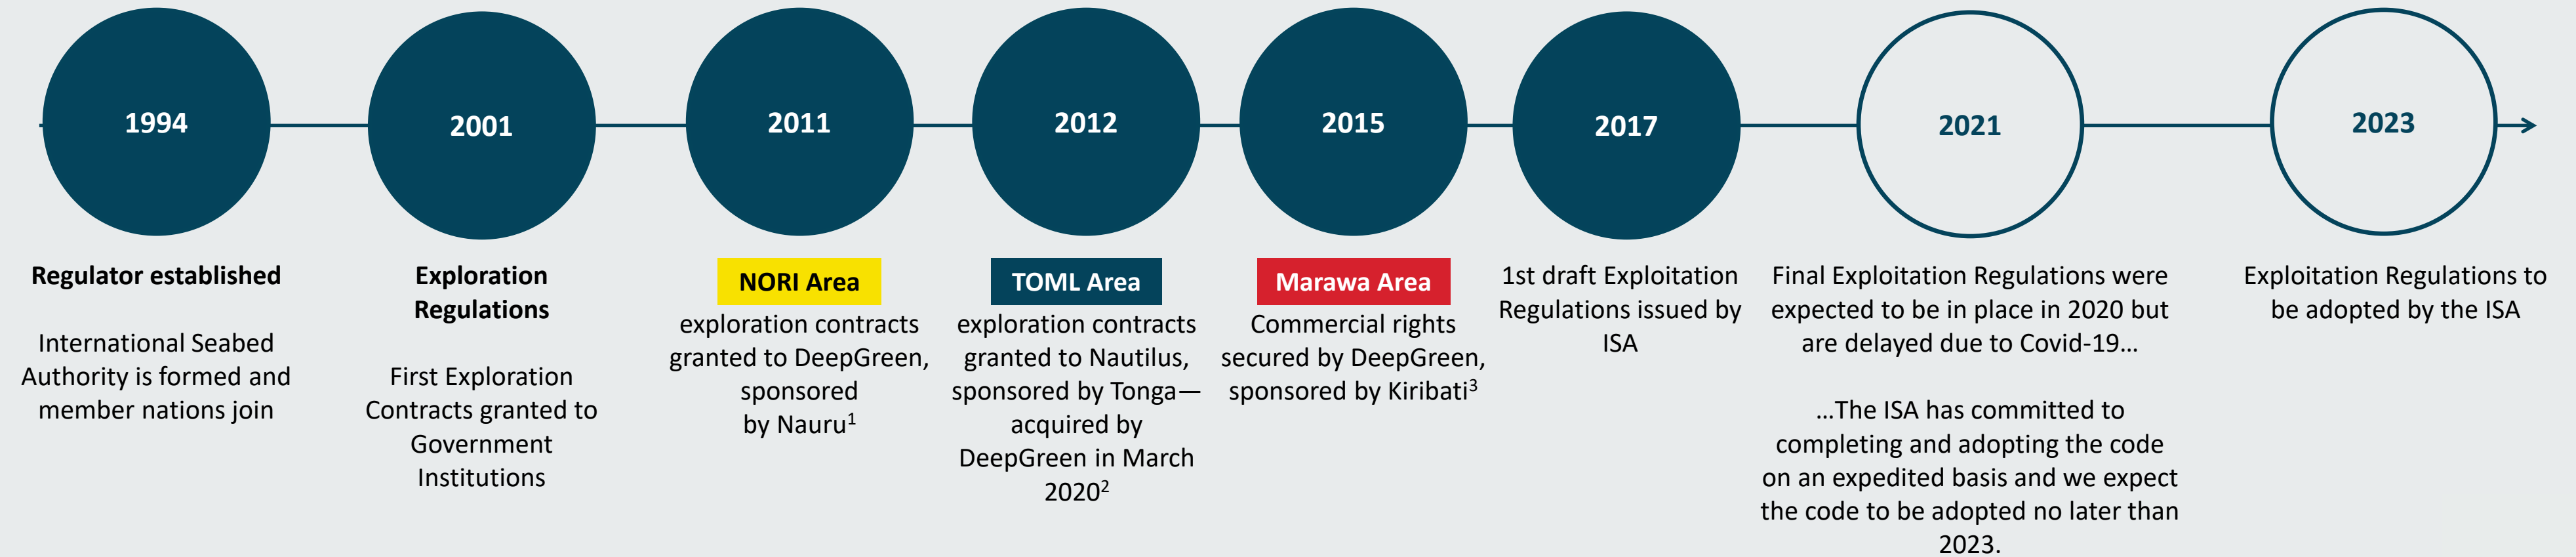 1994
Regulator established
International Seabed
Authority is formed and
member nations join
2001
Exploration
Regulations
First Exploration
Contracts granted to
Government
Institutions
2011
NORI Area
exploration contracts
granted to DeepGreen,
sponsored
by Nauru¹
2012
TOML Area
exploration contracts
granted to Nautilus,
sponsored by Tonga—
acquired by
DeepGreen in March
2020²
2015
Marawa Area
Commercial rights
secured by DeepGreen,
sponsored by Kiribati³
2017
1st draft Exploitation
Regulations issued by
ISA
2021
Final Exploitation Regulations were
expected to be in place in 2020 but
are delayed due to Covid-19…
…The ISA has committed to
completing and adopting the code
on an expedited basis and we expect
the code to be adopted no later than
2023.
2023
Exploitation Regulations to
be adopted by the ISA